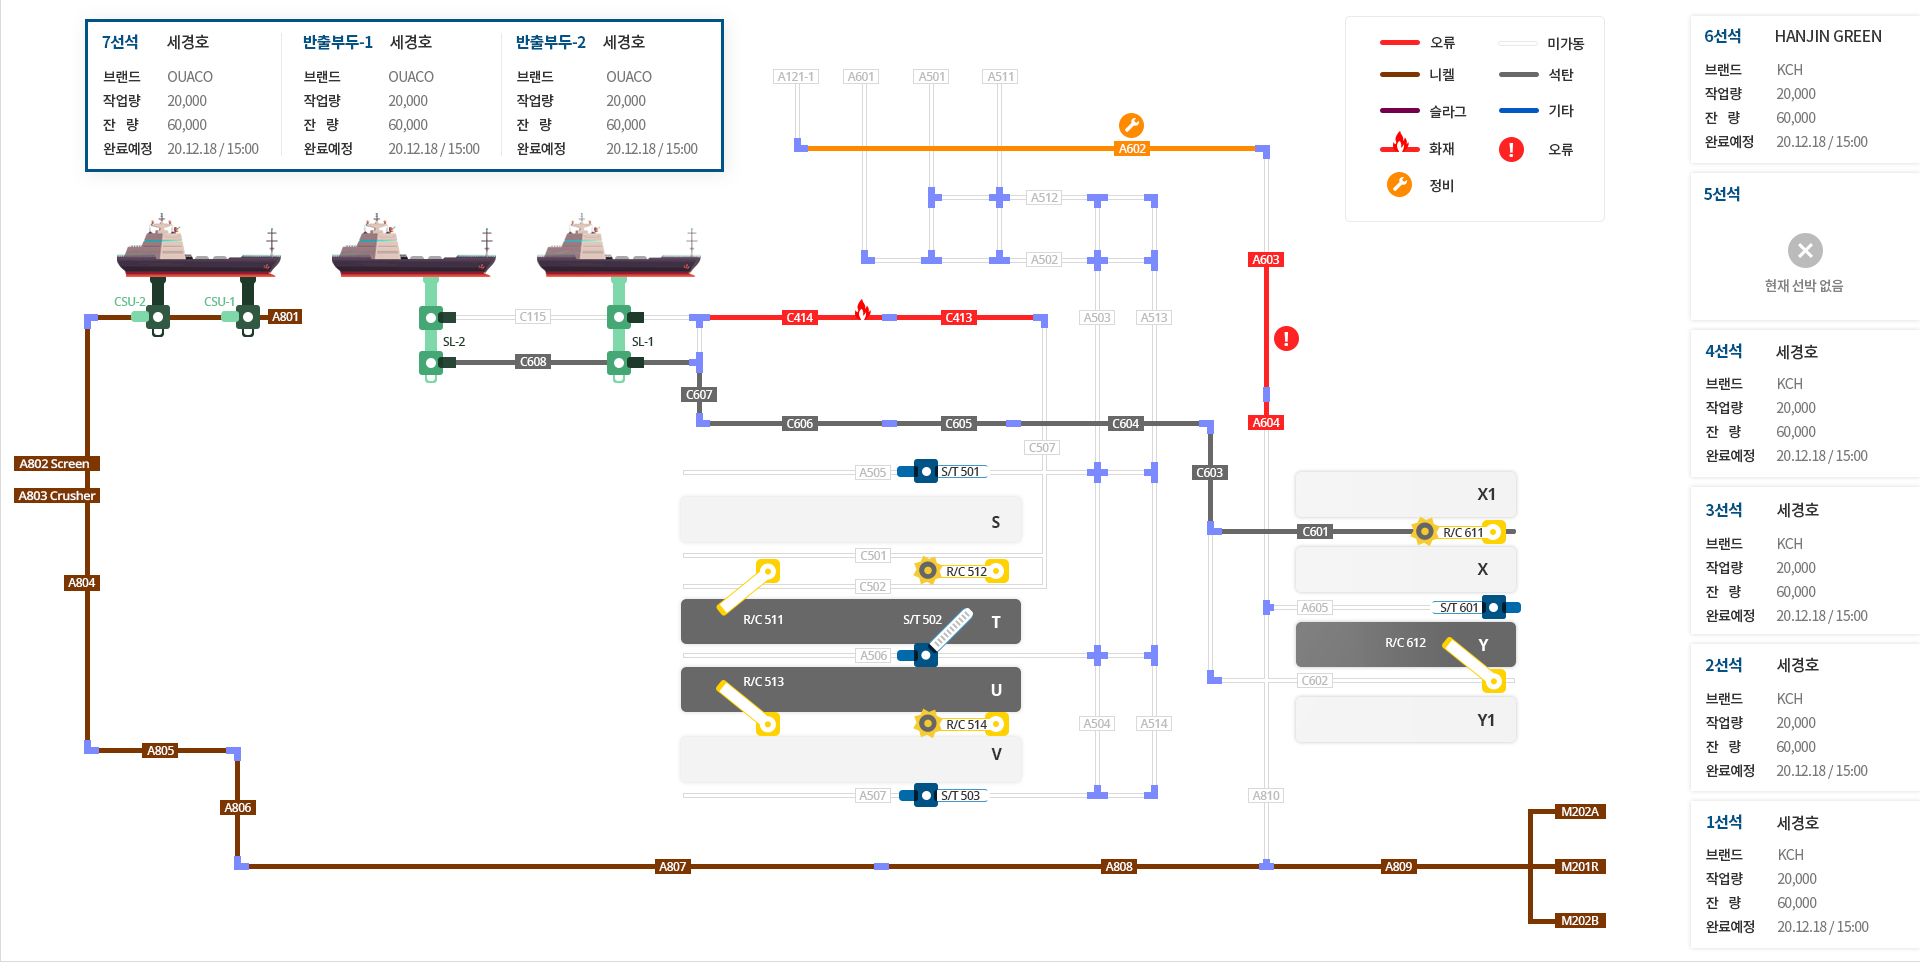 7선석 세경호
브랜드 OUACO
작업량 20,000
잔 량 60,000
완료예정 20.12.18 / 15:00
반출부두-1 세경호
브랜드 OUACO
작업량 20,000
잔 량 60,000
완료예정 20.12.18 / 15:00
반출부두-2 세경호
브랜드 OUACO
작업량 20,000
잔 량 60,000
완료예정 20.12.18 / 15:00
A121-1 A601 A501 A511
A602
A512
A502
A603
오류 미가동
니켈 석탄
슬라그 기타
화재 오류
정비
CSU-2 CSU-1 A801
C115
SL-2 SL-1
C608
C414 C413
A503 A513
C607
C606 C605 C604
A604
C507
C603
A802 Screen
A803 Crusher
A804
A805
A806
A807 A808 A809
A505 S/T 501
S
C501
R/C 512
C502
R/C 511 S/T 502 T
A506
R/C 513 U
R/C 514
A504 A514
V
A507 S/T 503
A810
X1
C601 R/C 611
X
A605 S/T 601
R/C 612 Y
C602
Y1
M202A
M201R
M202B
6선석 HANJIN GREEN
브랜드 KCH
작업량 20,000
잔 량 60,000
완료예정 20.12.18 / 15:00
5선석
현재 선박 없음
4선석 세경호
브랜드 KCH
작업량 20,000
잔 량 60,000
완료예정 20.12.18 / 15:00
3선석 세경호
브랜드 KCH
작업량 20,000
잔 량 60,000
완료예정 20.12.18 / 15:00
2선석 세경호
브랜드 KCH
작업량 20,000
잔 량 60,000
완료예정 20.12.18 / 15:00
1선석 세경호
브랜드 KCH
작업량 20,000
잔 량 60,000
완료예정 20.12.18 / 15:00